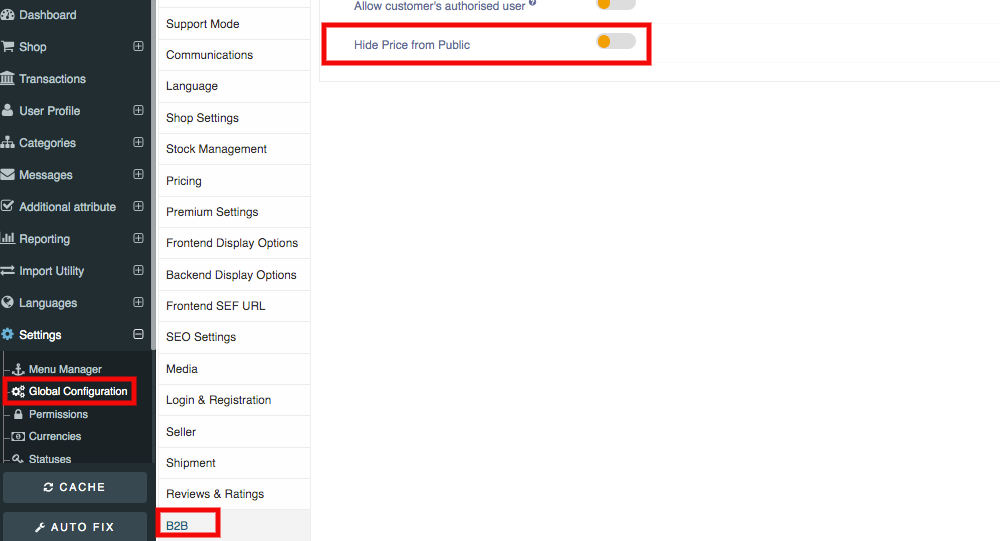 Dashboard
Shop
Transactions
User Profile
Categories
Messages
Additional attribute
Reporting
Import Utility
Languages
Settings
Menu Manager
Global Configuration
Permissions
Currencies
Statuses
CACHE
AUTO FIX
Support Mode
Communications
Language
Shop Settings
Stock Management
Pricing
Premium Settings
Frontend Display Options
Backend Display Options
Frontend SEF URL
SEO Settings
Media
Login & Registration
Seller
Shipment
Reviews & Ratings
B2B
Allow customer's authorised user ?
Hide Price from Public